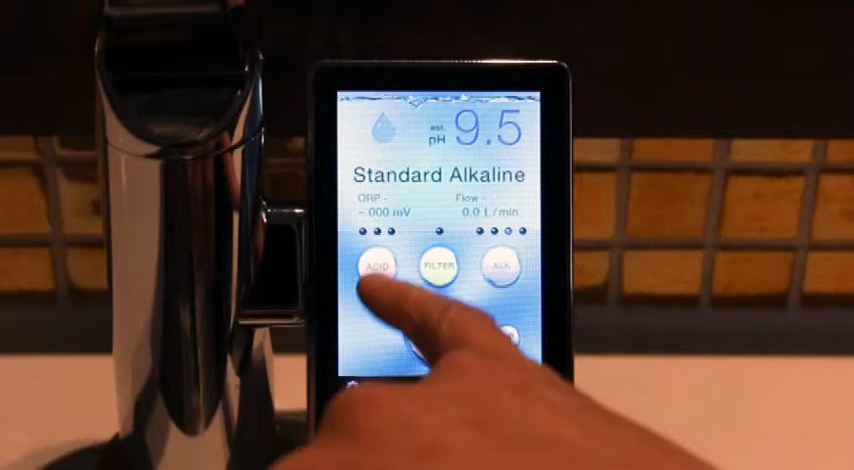 est.
pH 9.5
Standard Alkaline
ORP - Flow -
- 000 mV 0.0 L/min
ACID FILTER ALK